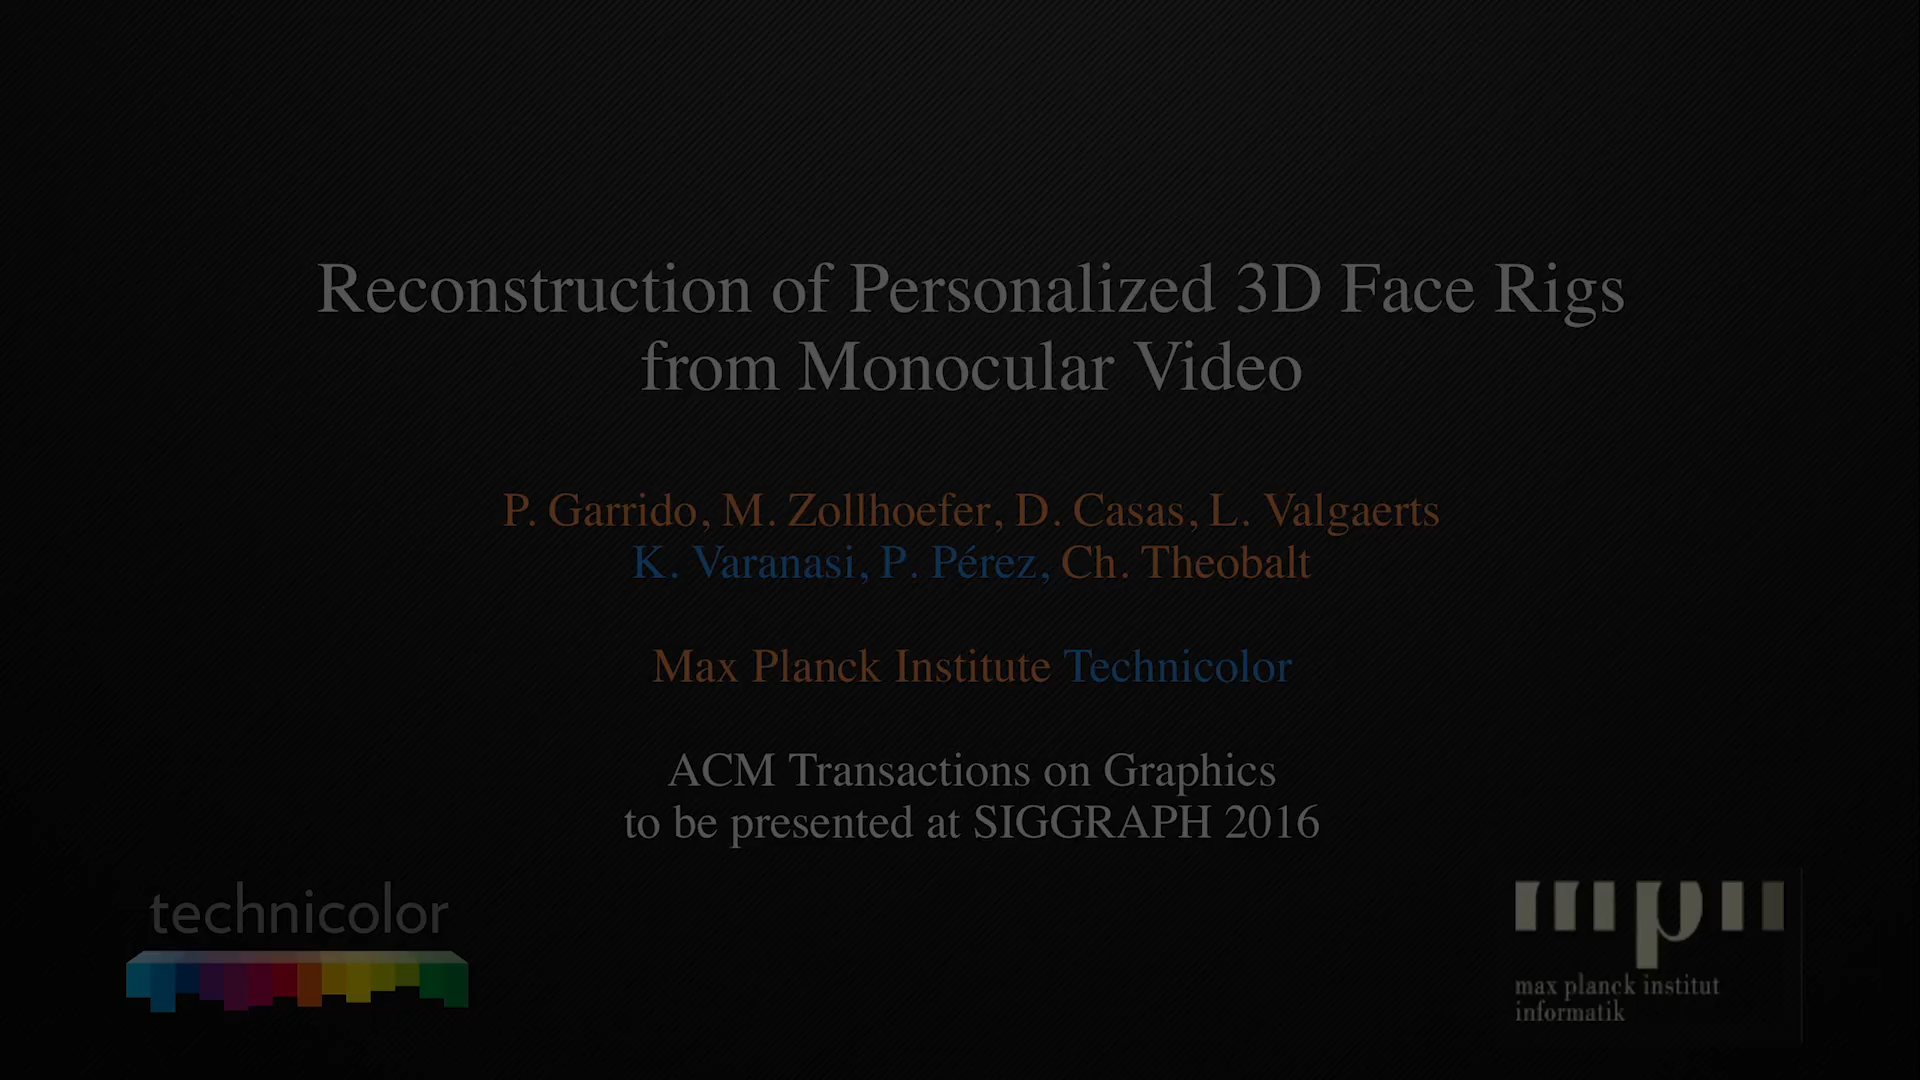 Reconstruction of Personalized 3D Face Rigs
from Monocular Video
P. Garrido, M. Zollhoefer, D. Casas, L. Valgaerts
K. Varanasi, P. Pérez, Ch. Theobalt
Max Planck Institute Technicolor
ACM Transactions on Graphics
to be presented at SIGGRAPH 2016
technicolor
mpii
max planck institut
informatik